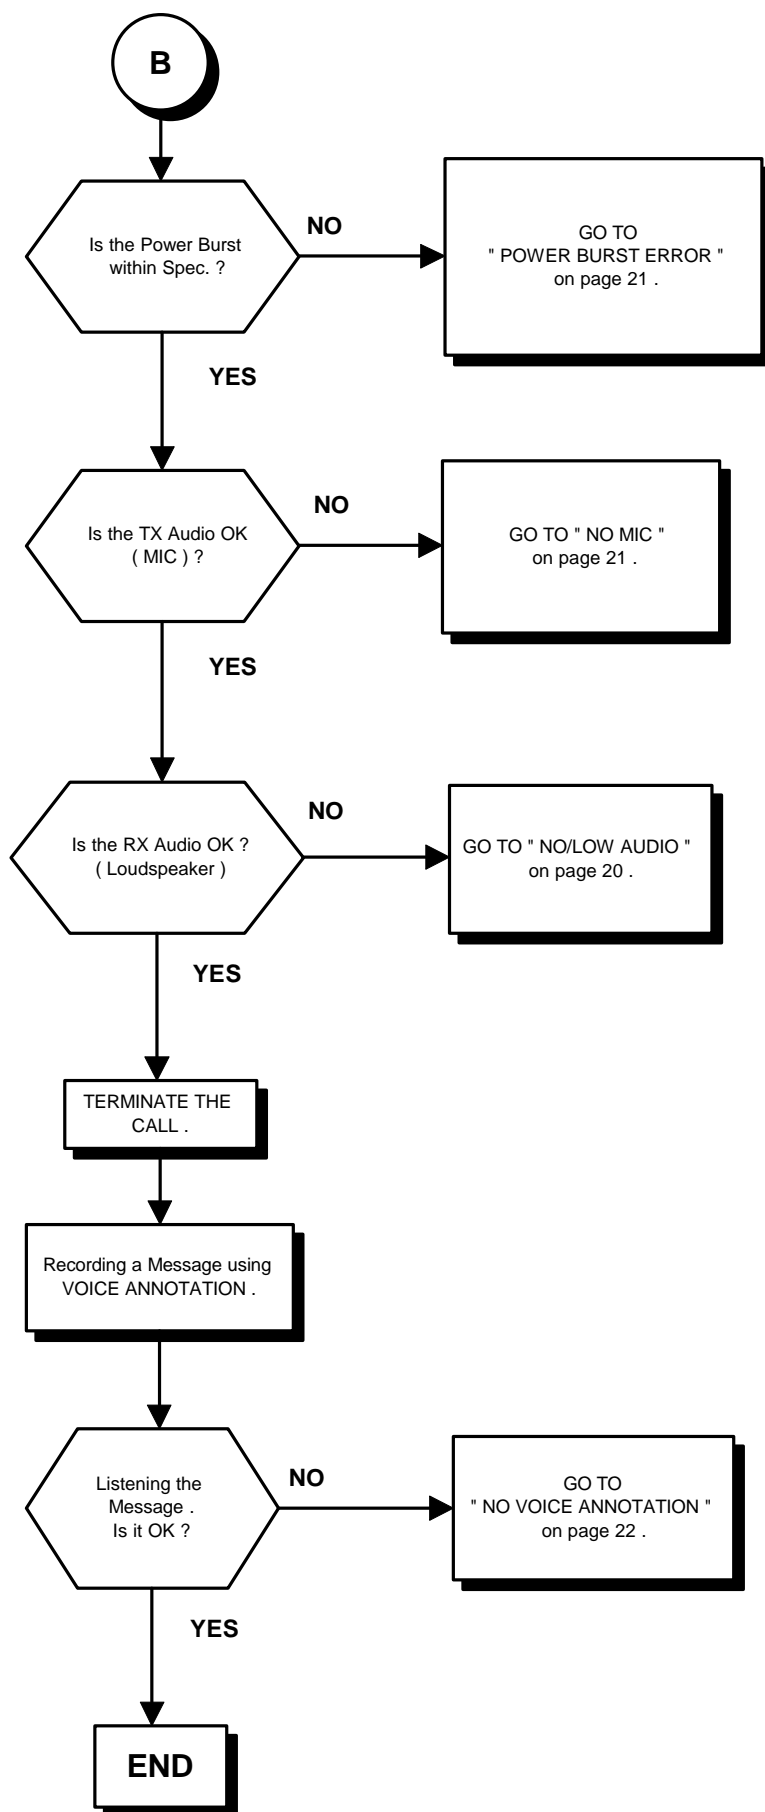 B
Is the Power Burst
within Spec. ?
NO
GO TO
" POWER BURST ERROR "
on page 21 .
YES
Is the TX Audio OK
( MIC ) ?
NO
GO TO " NO MIC "
on page 21 .
YES
Is the RX Audio OK ?
( Loudspeaker )
NO
GO TO " NO/LOW AUDIO "
on page 20 .
YES
TERMINATE THE
CALL .
Recording a Message using
VOICE ANNOTATION .
Listening the
Message .
Is it OK ?
NO
GO TO
" NO VOICE ANNOTATION "
on page 22 .
YES
END